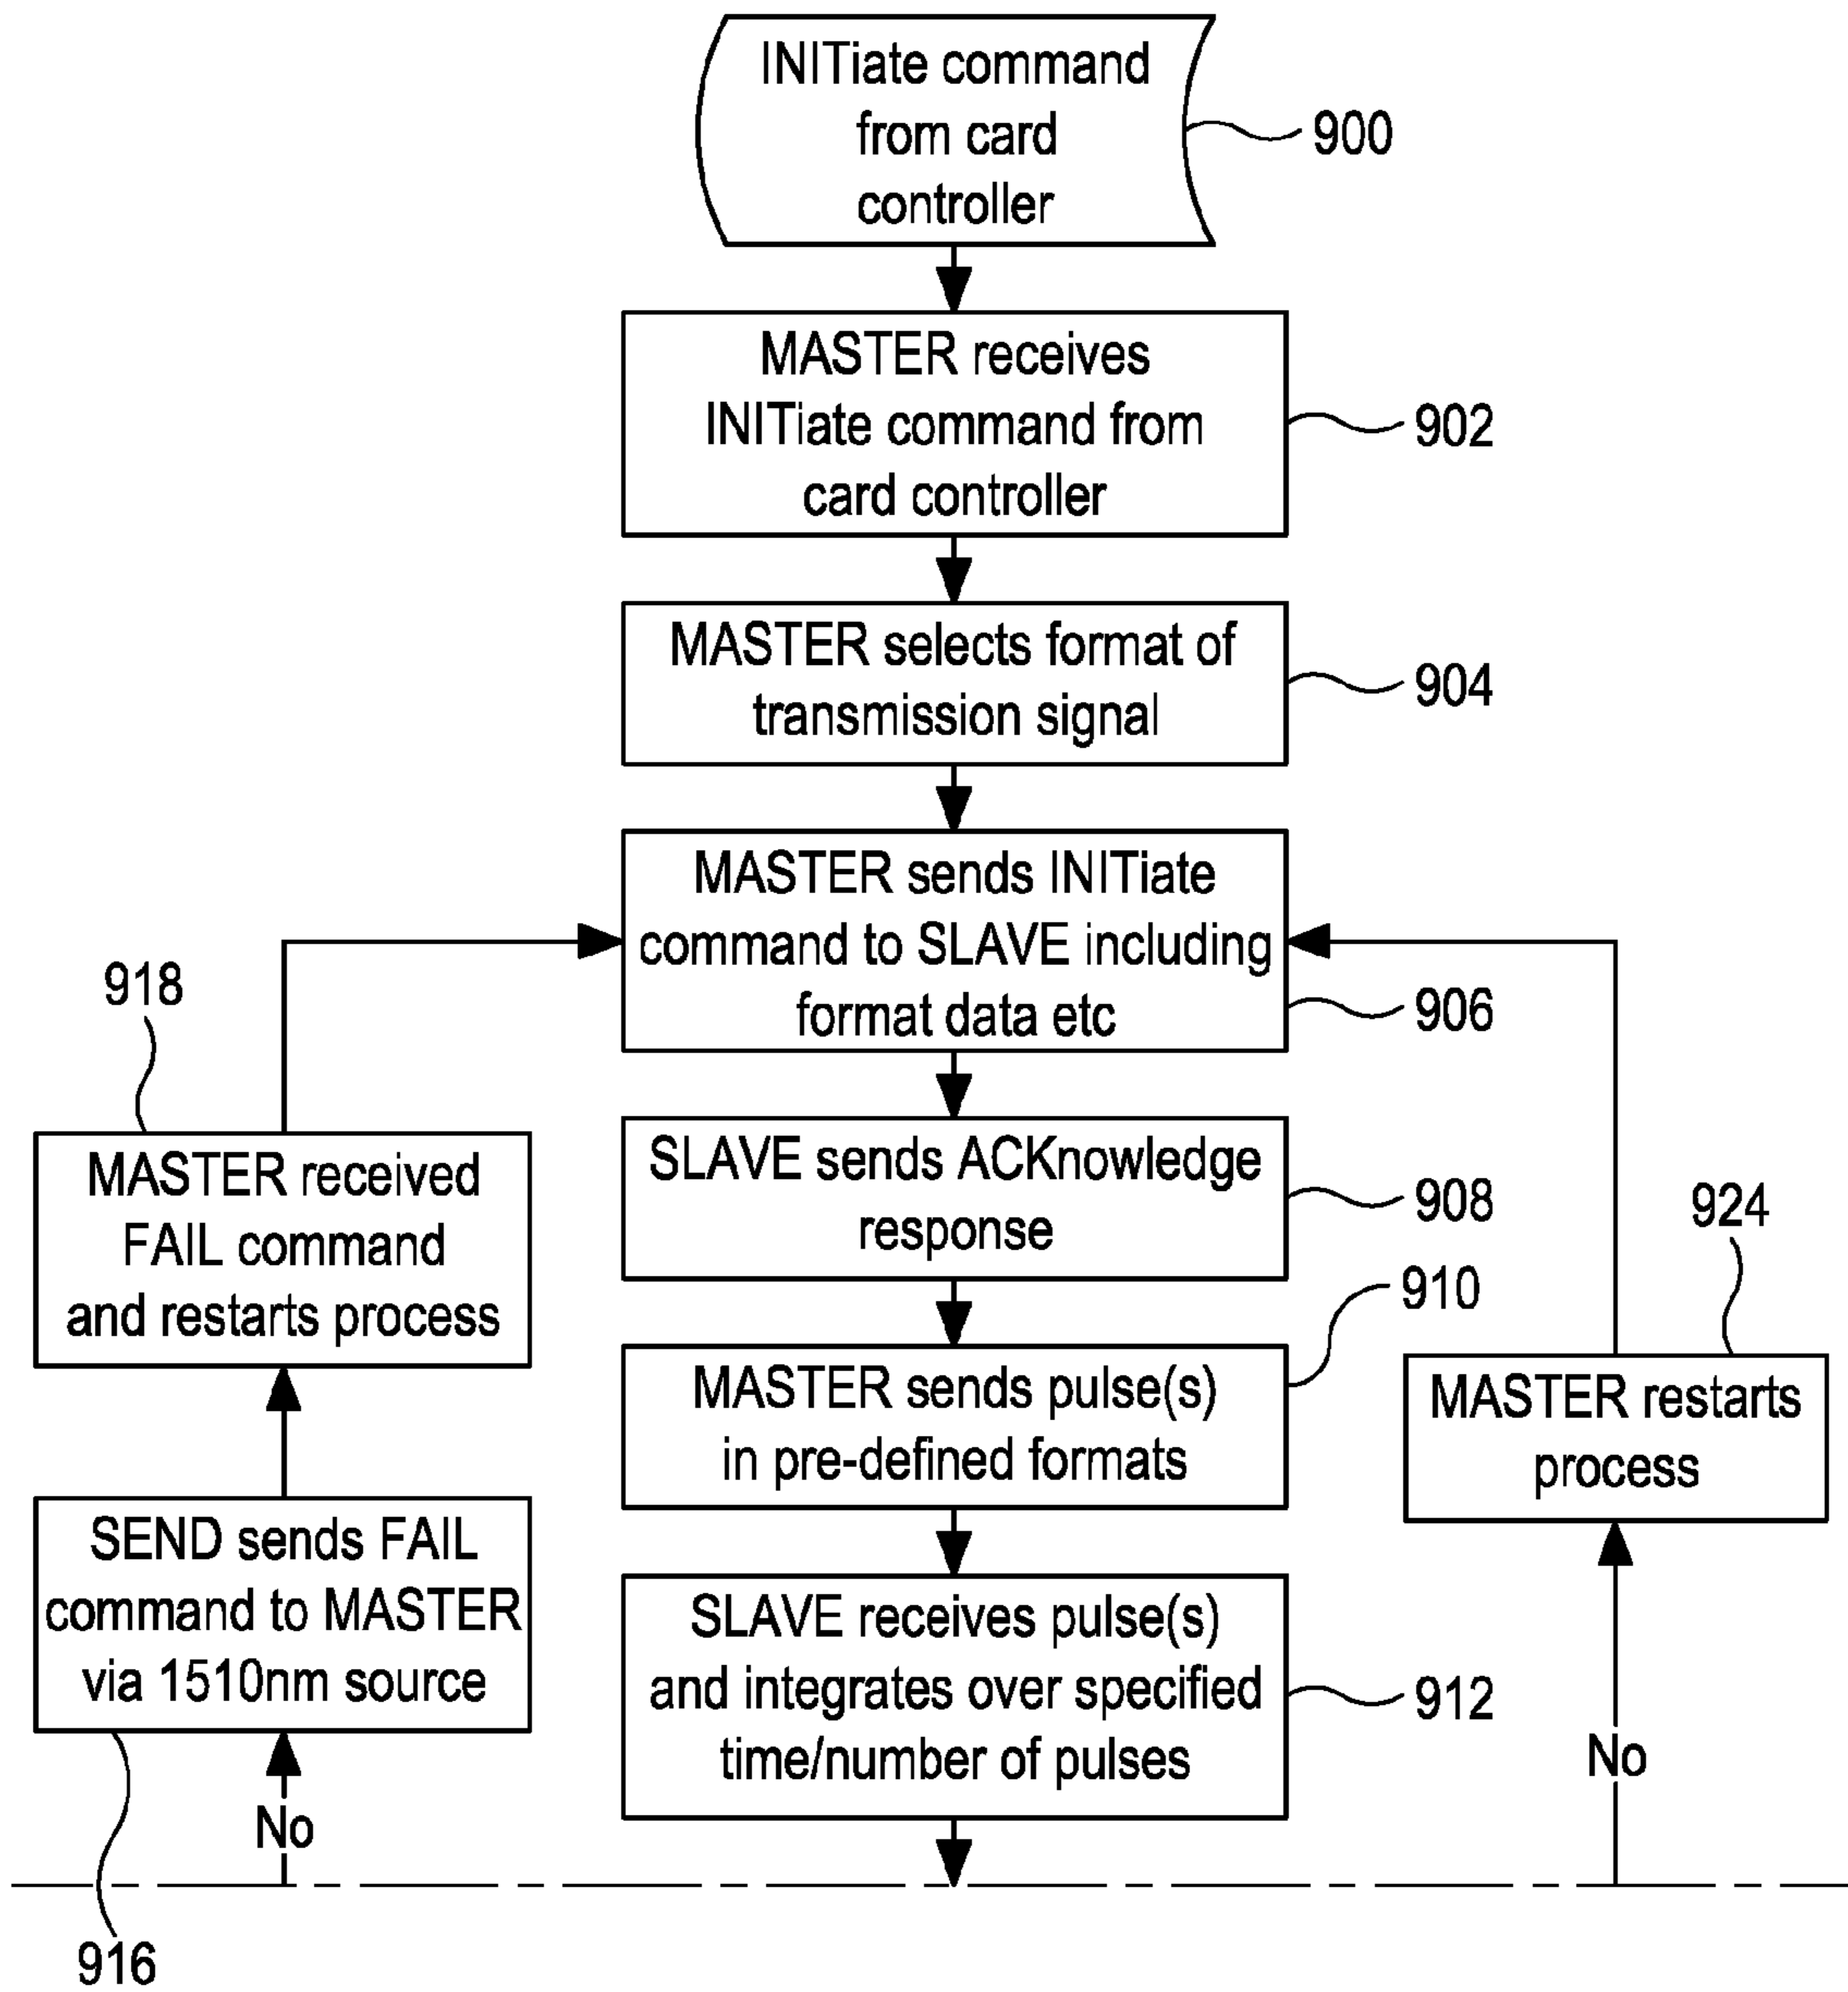 INITiate command
from card
controller
900
MASTER receives
INITiate command from
card controller
902
MASTER selects format of
transmission signal
904
MASTER sends INITiate
command to SLAVE including
format data etc
906
918
MASTER received
FAIL command
and restarts process
SLAVE sends ACKnowledge
response
908
924
910
MASTER sends pulse(s)
in pre-defined formats
MASTER restarts
process
SEND sends FAIL
command to MASTER
via 1510nm source
SLAVE receives pulse(s)
and integrates over specified
time/number of pulses
912
No
No
916